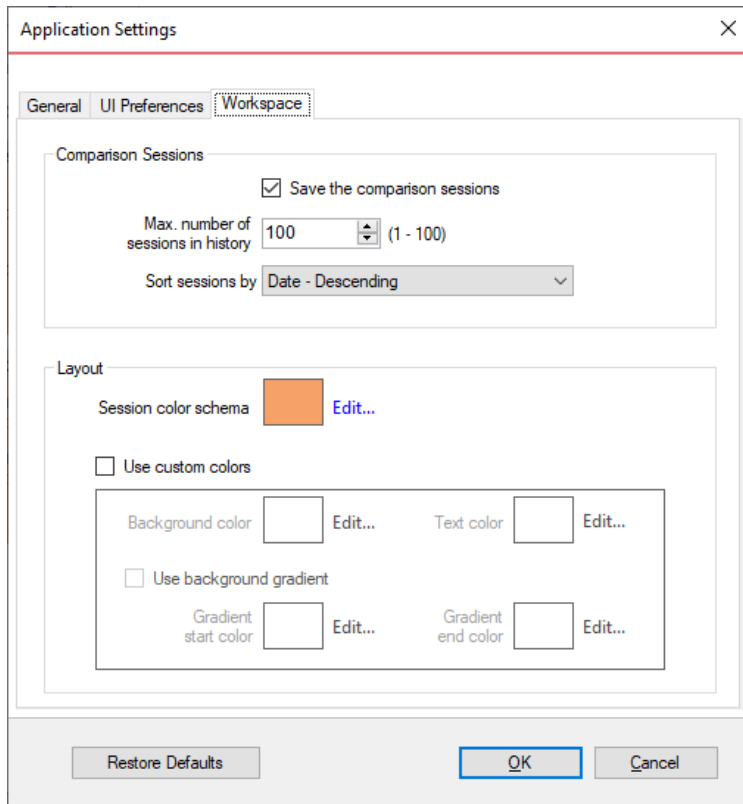 Application Settings
General UI Preferences Workspace
Comparison Sessions
Save the comparison sessions
Max. number of
sessions in history 100 (1 - 100)
Sort sessions by Date - Descending
Layout
Session color schema Edit...
Use custom colors
Background color Edit... Text color Edit...
Use background gradient
Gradient
start color Edit... Gradient
end color Edit...
Restore Defaults OK Cancel